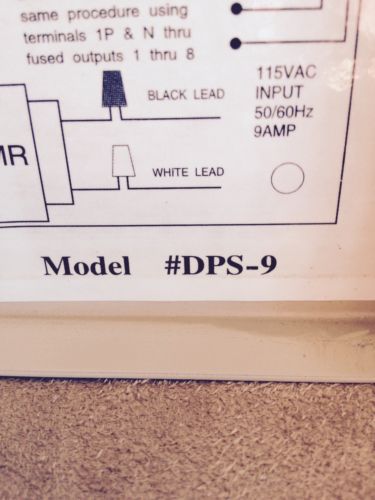 same procedure using
terminals 1P & N thru
fused outputs 1 thru 8
115VAC
BLACK LEAD
INPUT
50/60Hz
9AMP
MR
WHITE LEAD
Model #DPS-9